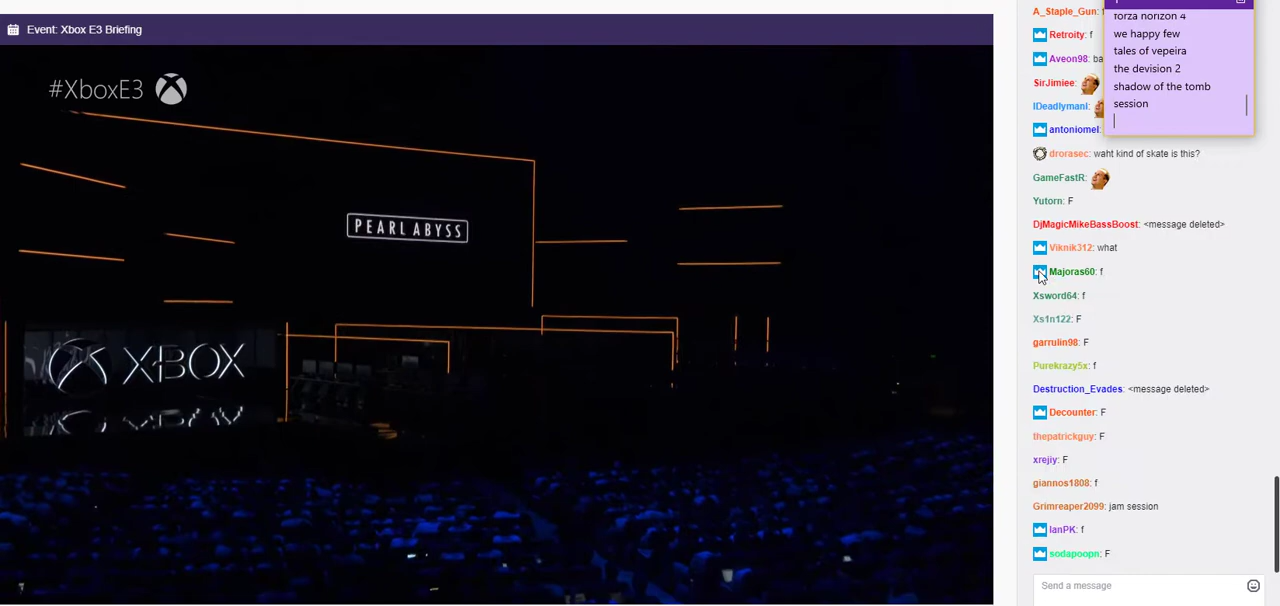 Event: Xbox E3 Briefing
#XboxE3
PEARL ABYSS
XBOX
A_Staple_Gun:
Retroity: f
Aveon98: ba
SirJimiee:
IDeadlymani:
antoniomel:
drorasec: waht kind of skate is this?
GameFastR:
Yutorn: F
DjMagicMikeBassBoost: <message deleted>
Viknik312: what
Majoras60: f
Xsword64: f
Xs1n122: F
garrulin98: F
Purekrazy5x: f
Destruction_Evades: <message deleted>
Decounter: F
thepatrickguy: F
xrejiy: F
giannos1808: f
Grimreaper2099: jam session
IanPK: f
sodapoopn: F
Send a message
forza horizon 4
we happy few
tales of vepeira
the devision 2
shadow of the tomb
session